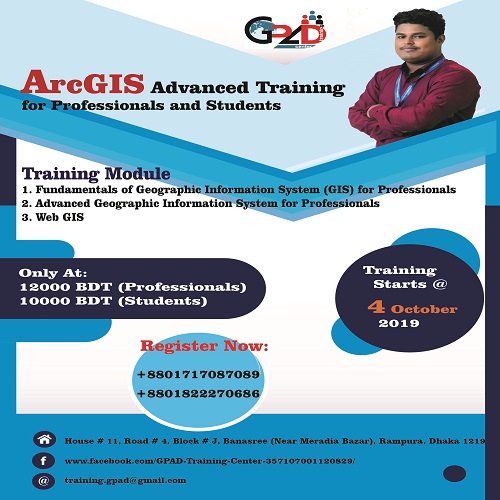 GPAD
ArcGIS Advanced Training
for Professionals and Students
Training Module
1. Fundamentals of Geographic Information System (GIS) for Professionals
2. Advanced Geographic Information System for Professionals
3. Web GIS
Only At:
12000 BDT (Professionals)
10000 BDT (Students)
Training
Starts @
4 October
2019
Register Now:
+8801717087089
+8801822270686
House # 11, Road # 4, Block # J, Banasree (Near Meradia Bazar), Rampura, Dhaka 1219
f www.facebook.com/GPAD-Training-Center-357107001120829/
@ training.gpad@gmail.com